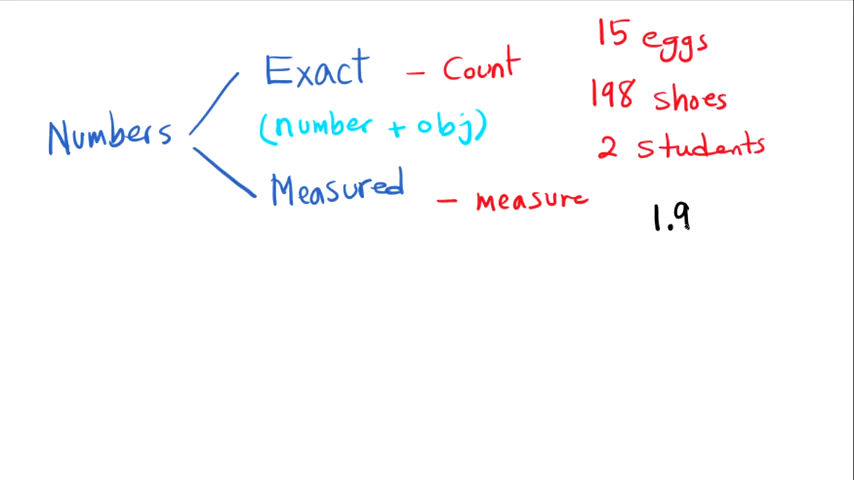 Numbers
Exact - Count
(number + obj)
Measured - measure
15 eggs
198 shoes
2 students
1.9